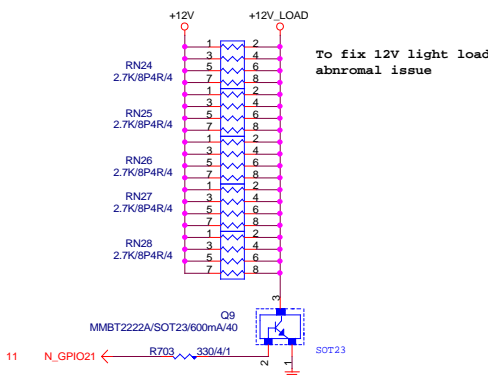 +12V +12V_LOAD
To fix 12V light load
abnromal issue
1 2
3 4
RN24 5 6
2.7K/8P4R/4 7 8
1 2
3 4
RN25 5 6
2.7K/8P4R/4 7 8
1 2
3 4
RN26 5 6
2.7K/8P4R/4 7 8
1 2
RN27 3 4
2.7K/8P4R/4 5 6
7 8
1 2
RN28 3 4
2.7K/8P4R/4 5 6
7 8
3
Q9
MMBT2222A/SOT23/600mA/40
SOT23
R703 330/4/1
2 1
11 N_GPIO21